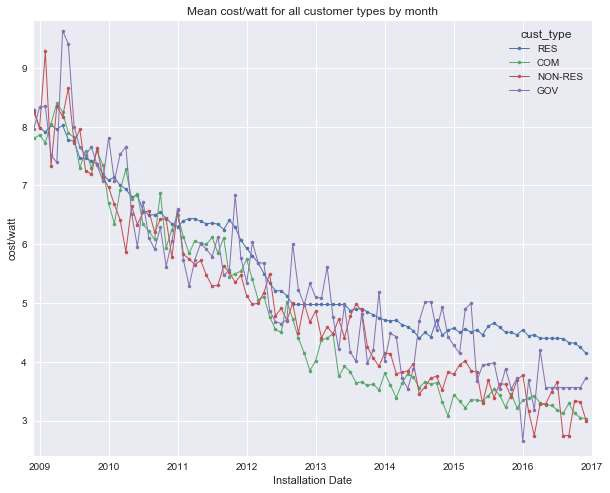 Mean cost/watt for all customer types by month
cust_type
RES
COM
NON-RES
GOV
9
8
7
6
5
4
3
cost/watt
2009 2010 2011 2012 2013 2014 2015 2016 2017
Installation Date